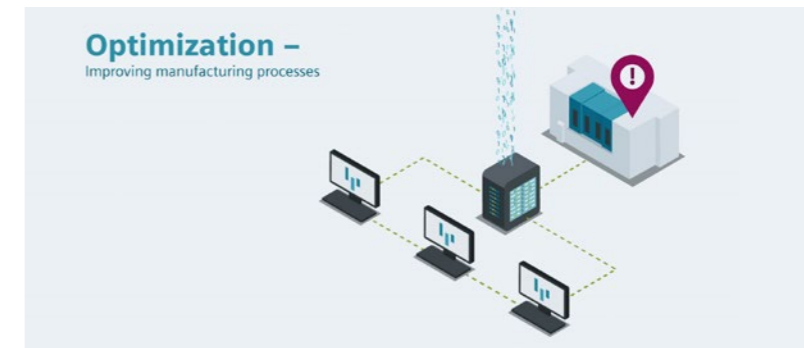 Optimization –
Improving manufacturing processes
!